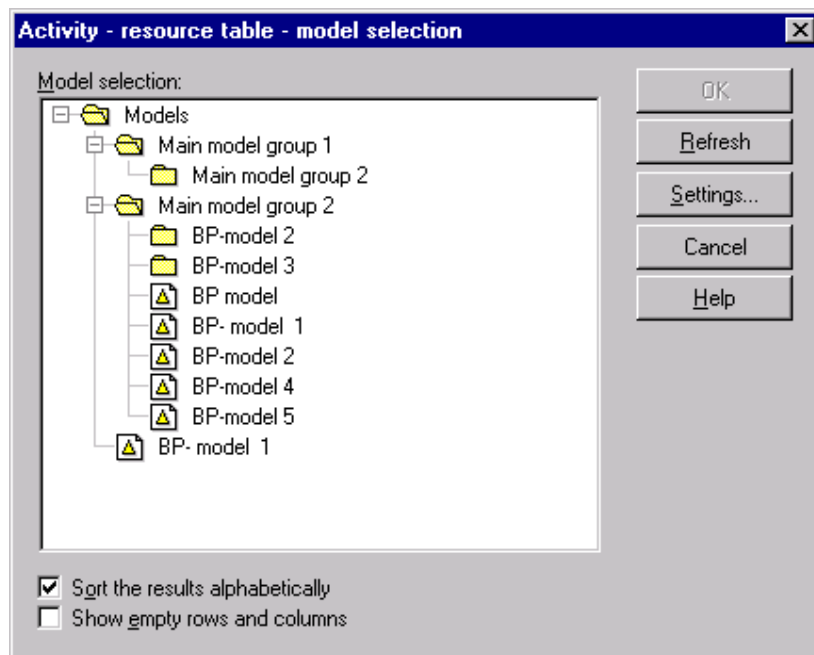 Activity - resource table - model selection
Model selection:
OK
Models
Main model group 1
Refresh
Main model group 2
Main model group 2
Settings...
BP-model 2
Cancel
BP-model 3
BP model
Help
BP- model  1
BP-model 2
BP-model 4
BP-model 5
BP- model  1
Sort the results alphabetically
Show empty rows and columns